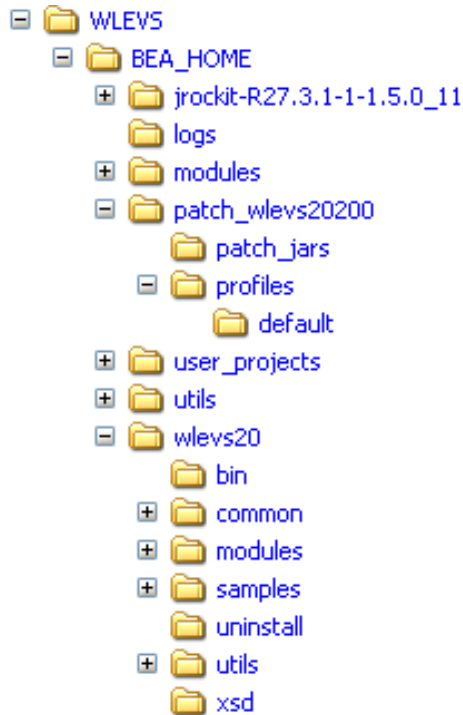 WLEVS
BEA_HOME
jrockit-R27.3.1-1-1.5.0_11
logs
modules
patch_wlevs20200
patch_jars
profiles
default
user_projects
utils
wlevs20
bin
common
modules
samples
uninstall
utils
xsd